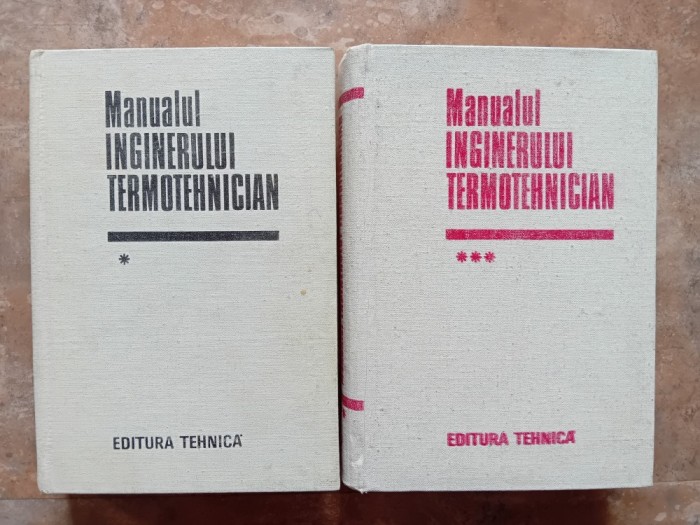 Manualul
INGINERULUI
TERMOTEHNICIAN
*
EDITURA TEHNICĂ
Manualul
INGINERULUI
TERMOTEHNICIAN
***
EDITURA TEHNICĂ